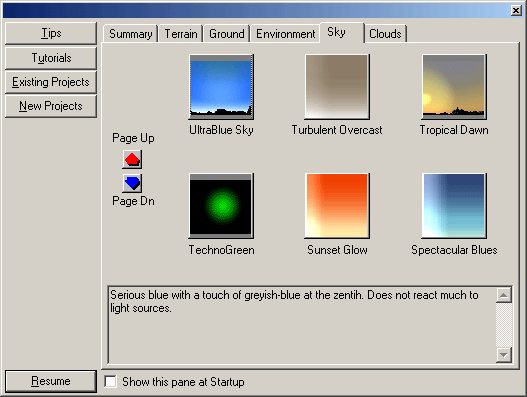 Tips
Tutorials
Existing Projects
New Projects
Summary
Terrain
Ground
Environment
Sky
Clouds
UltraBlue Sky
Turbulent Overcast
Tropical Dawn
Page Up
Page Dn
TechnoGreen
Sunset Glow
Spectacular Blues
Serious blue with a touch of greyish-blue at the zentih. Does not react much to
light sources.
Resume
Show this pane at Startup